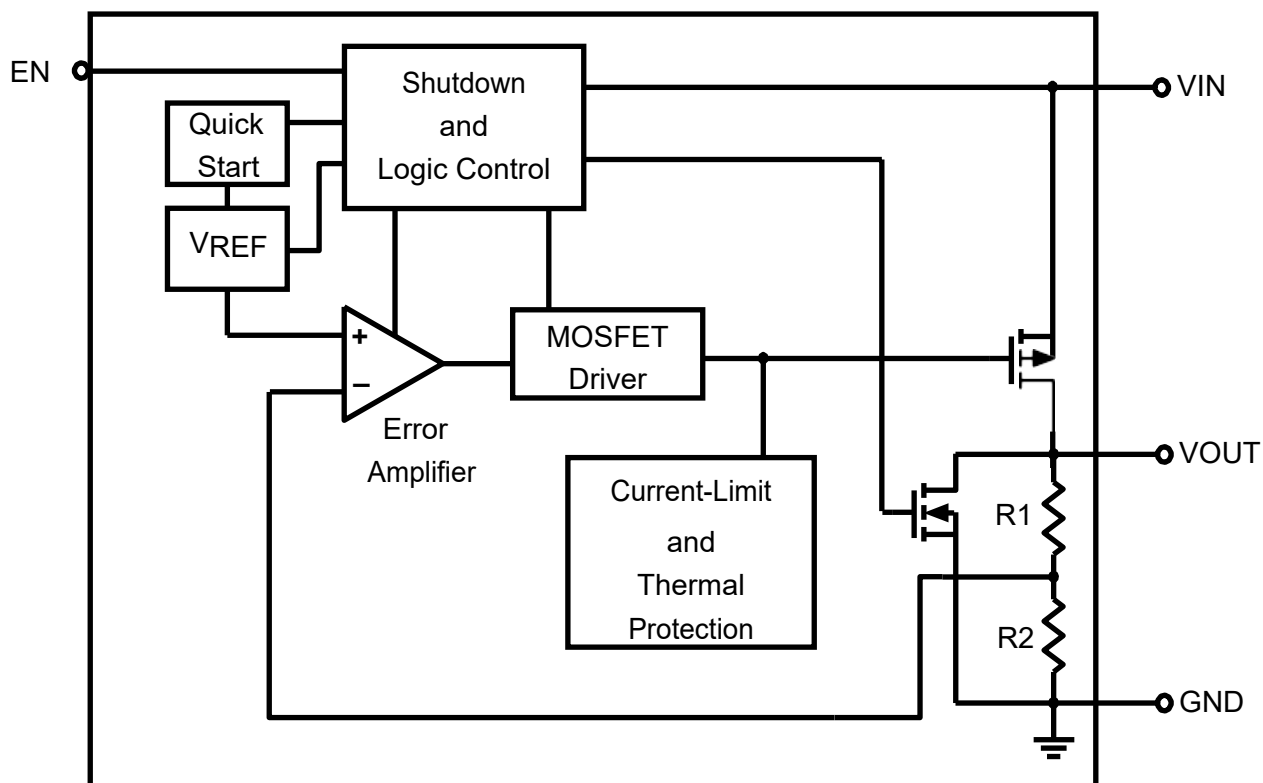 EN
Shutdown
and
Logic Control
VIN
Quick
Start
VREF
+
−
MOSFET
Driver
Error
Amplifier
VOUT
Current-Limit
and
Thermal
Protection
R1
R2
GND